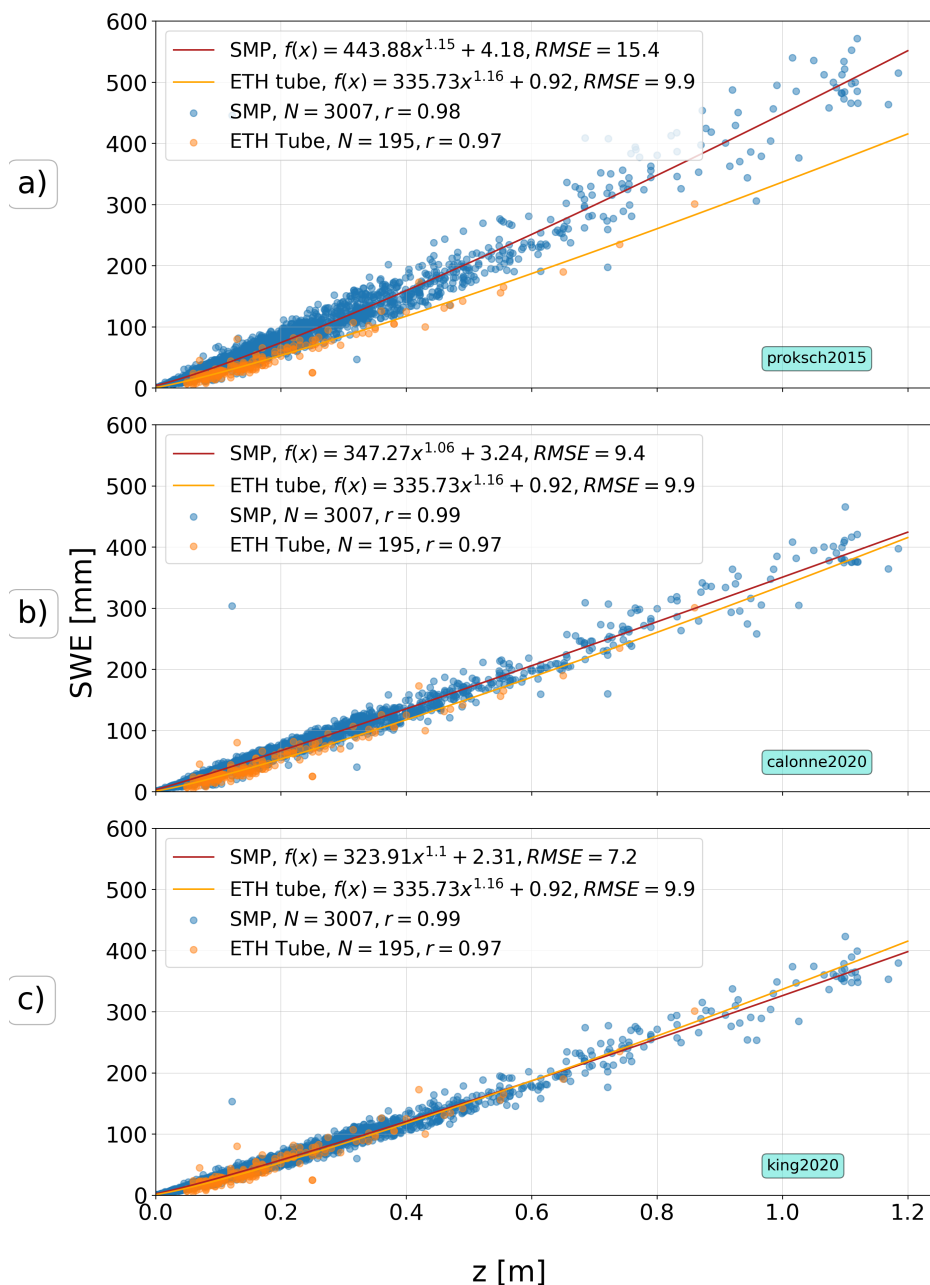 600
500
400
300
200
100
0
a)
SMP, f(x) = 443.88x^1.15 + 4.18, RMSE = 15.4
ETH tube, f(x) = 335.73x^1.16 + 0.92, RMSE = 9.9
SMP, N = 3007, r = 0.98
ETH Tube, N = 195, r = 0.97
proksch2015
600
500
400
300
200
100
0
b)
SWE [mm]
SMP, f(x) = 347.27x^1.06 + 3.24, RMSE = 9.4
ETH tube, f(x) = 335.73x^1.16 + 0.92, RMSE = 9.9
SMP, N = 3007, r = 0.99
ETH Tube, N = 195, r = 0.97
calonne2020
600
500
400
300
200
100
0
c)
SMP, f(x) = 323.91x^1.1 + 2.31, RMSE = 7.2
ETH tube, f(x) = 335.73x^1.16 + 0.92, RMSE = 9.9
SMP, N = 3007, r = 0.99
ETH Tube, N = 195, r = 0.97
king2020
0.0 0.2 0.4 0.6 0.8 1.0 1.2
z [m]